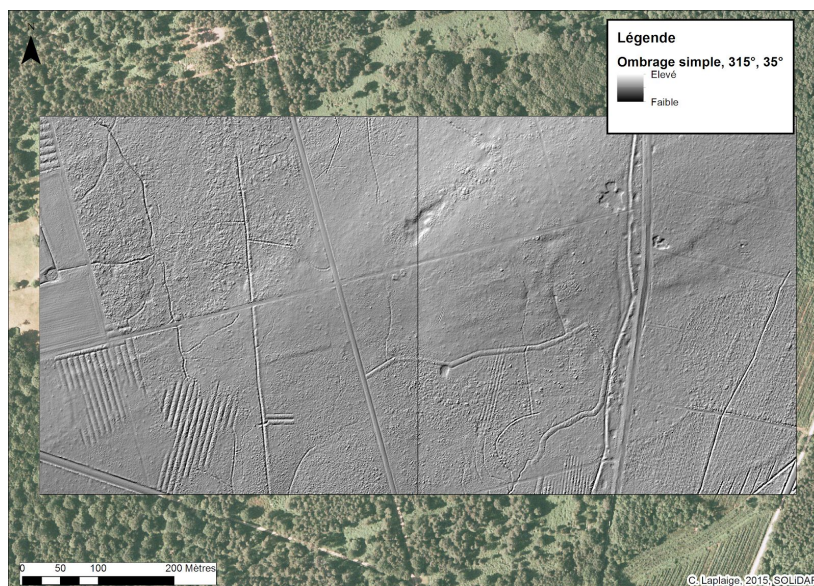 Légende
Ombrage simple, 315°, 35°
Elevé
Faible
0 50 100 200 Mètres
C. Laplaige, 2015, SOLiDAR